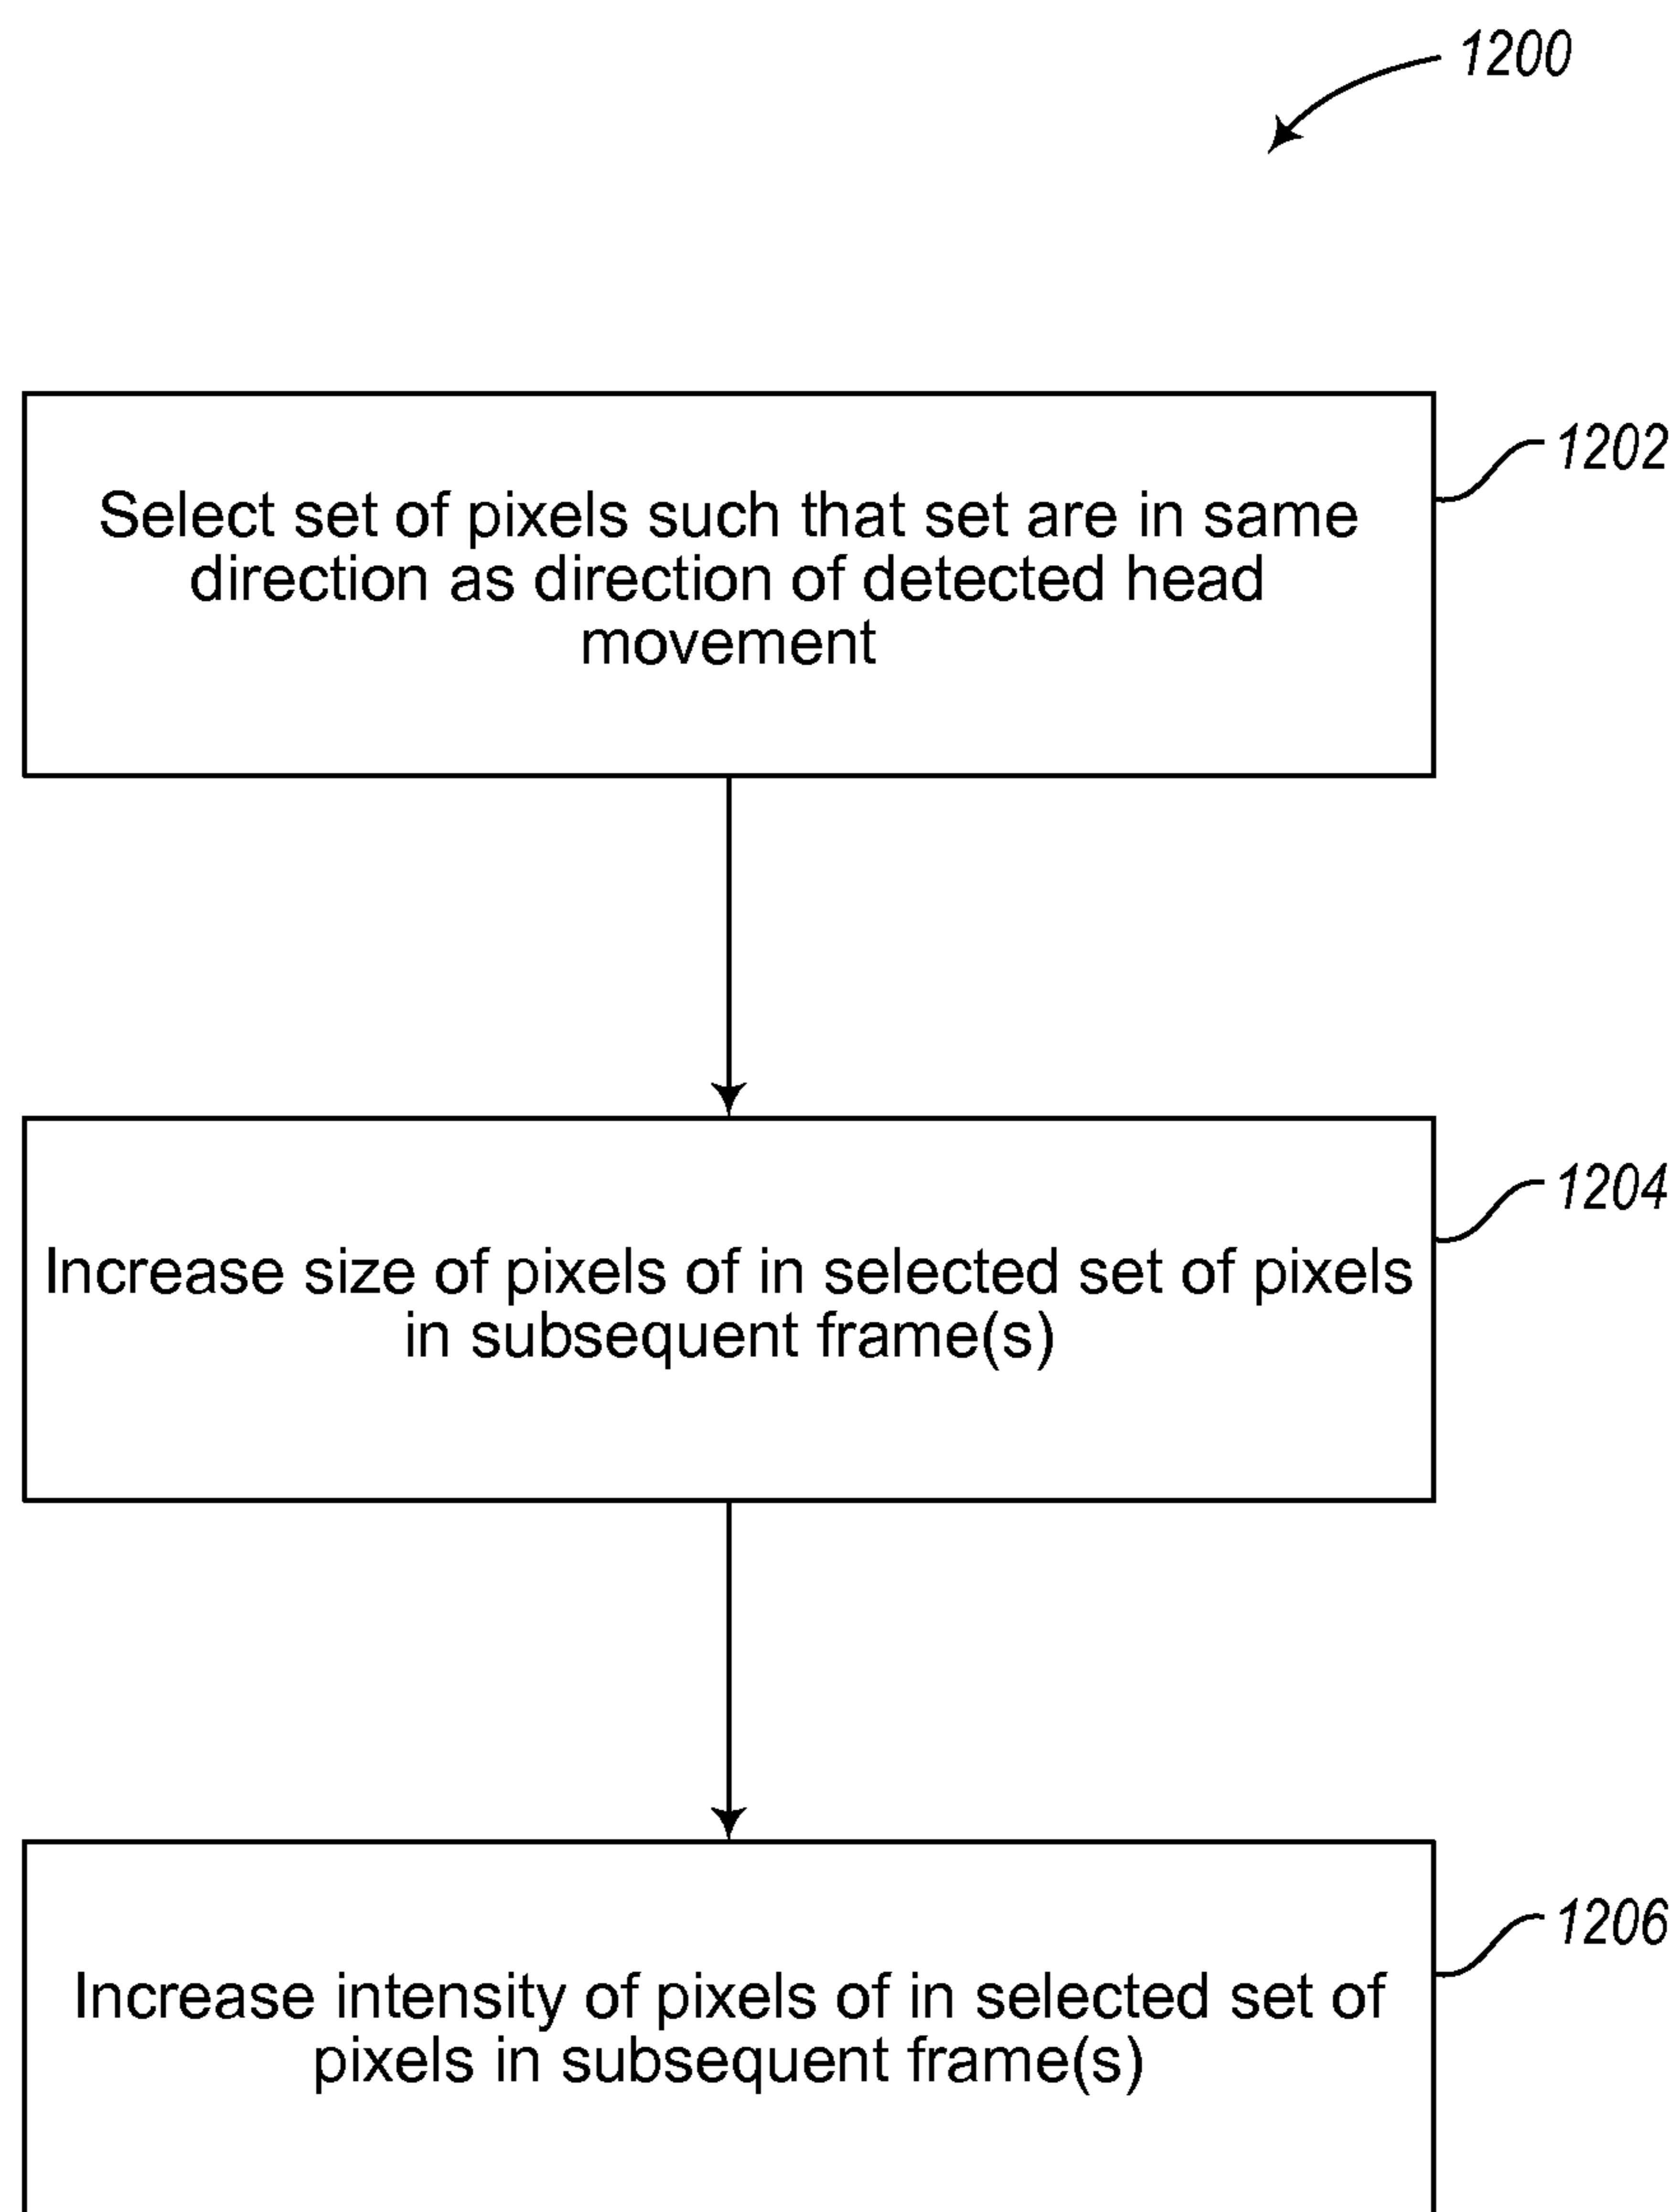 1200
1202
Select set of pixels such that set are in same
direction as direction of detected head
movement
1204
Increase size of pixels of in selected set of pixels
in subsequent frame(s)
1206
Increase intensity of pixels of in selected set of
pixels in subsequent frame(s)